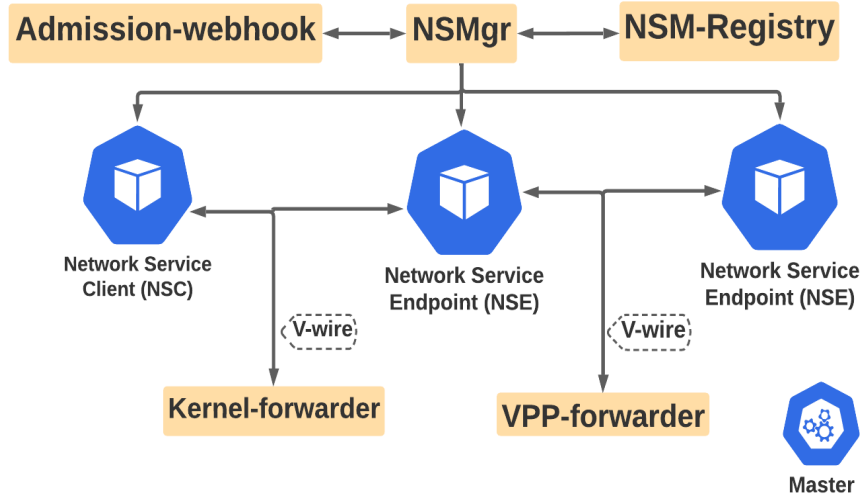 Admission-webhook
NSMgr
NSM-Registry
Network Service
Client (NSC)
Network Service
Endpoint (NSE)
Network Service
Endpoint (NSE)
V-wire
V-wire
Kernel-forwarder
VPP-forwarder
Master